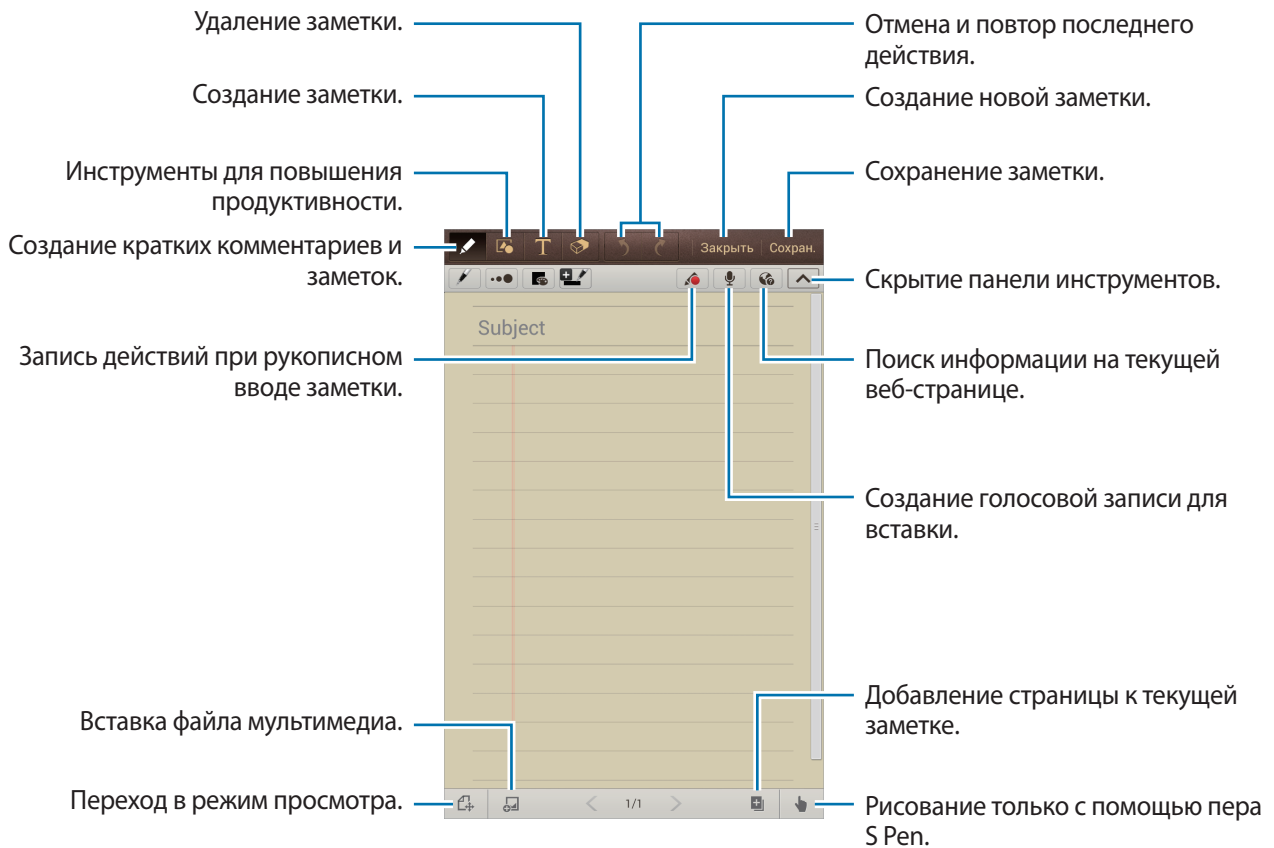 Удаление заметки.
Создание заметки.
Инструменты для повышения
продуктивности.
Создание кратких комментариев и
заметок.
Запись действий при рукописном
вводе заметки.
Вставка файла мультимедиа.
Переход в режим просмотра.
Закрыть
Сохран.
Subject
1/1
Отмена и повтор последнего
действия.
Создание новой заметки.
Сохранение заметки.
Скрытие панели инструментов.
Поиск информации на текущей
веб-странице.
Создание голосовой записи для
вставки.
Добавление страницы к текущей
заметке.
Рисование только с помощью пера
S Pen.